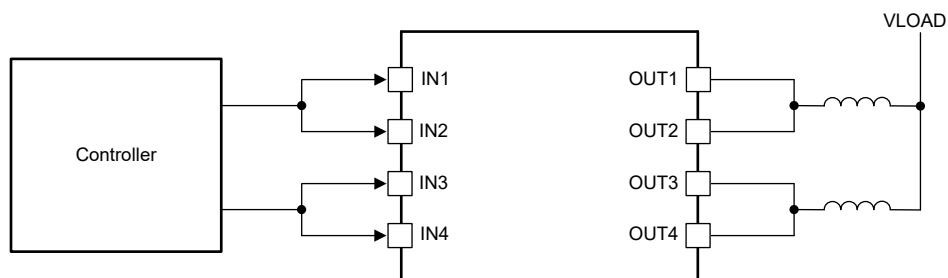 VLOAD
IN1
OUT1
IN2
OUT2
Controller
IN3
OUT3
IN4
OUT4